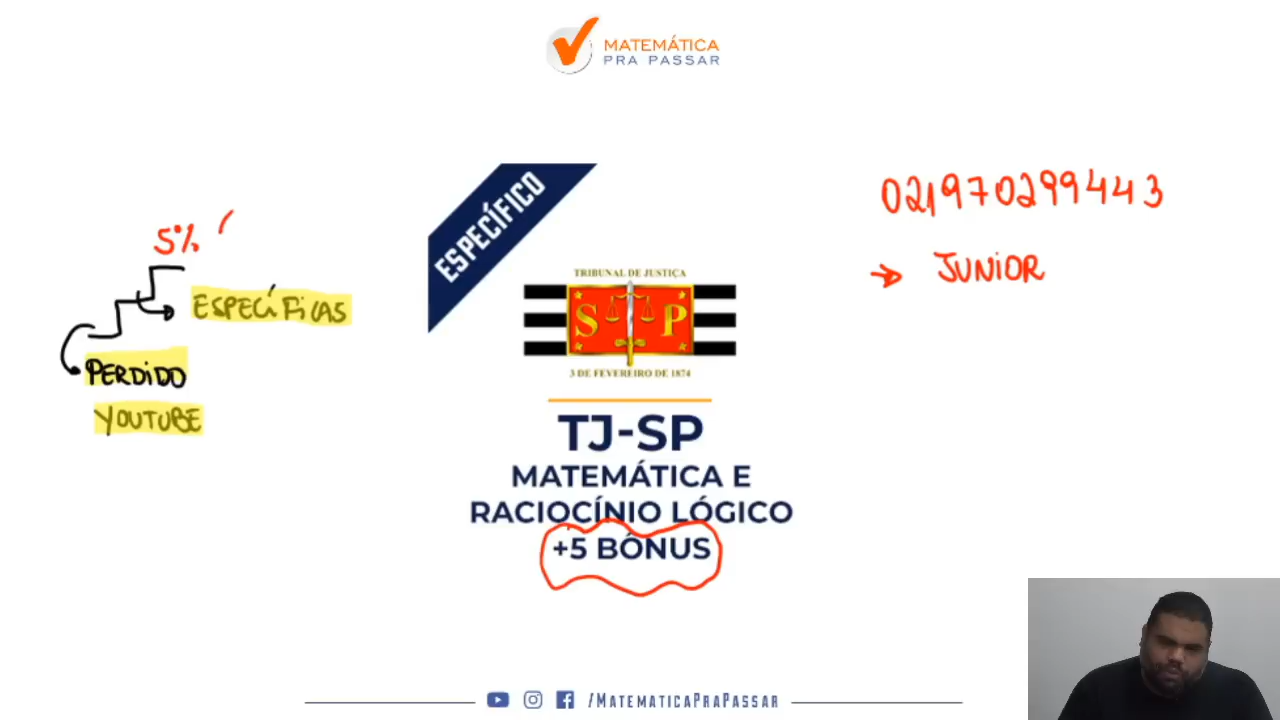 MATEMÁTICA
PRA PASSAR
ESPECÍFICO
021970299443
→ JUNIOR
5% (
ESPECÍFICAS
PERDIDO
YOUTUBE
TRIBUNAL DE JUSTIÇA
S P
3 DE FEVEREIRO DE 1874
TJ-SP
MATEMÁTICA E
RACIOCÍNIO LÓGICO
+5 BÔNUS
/MATEMATICAPRAPASSAR